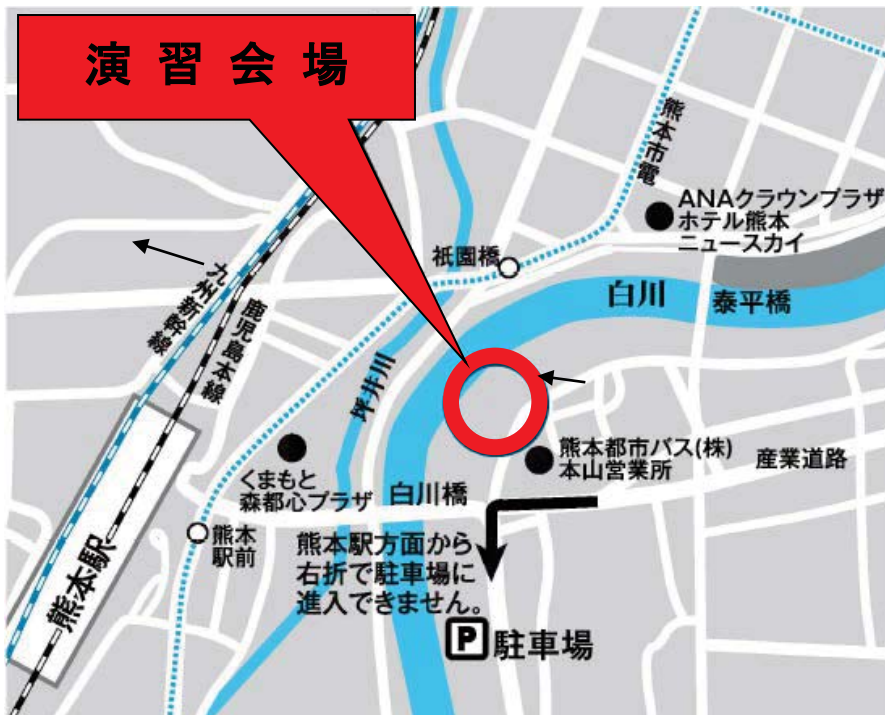 演習会場
熊本市電
ANAクラウンプラザ
ホテル熊本
ニュースカイ
祇園橋
白川
泰平橋
九州新幹線
鹿児島本線
坪井川
くまもと
森都心プラザ
白川橋
熊本都市バス(株)
本山営業所
産業道路
熊本
駅前
熊本駅
熊本駅方面から
右折で駐車場に
進入できません。
P 駐車場